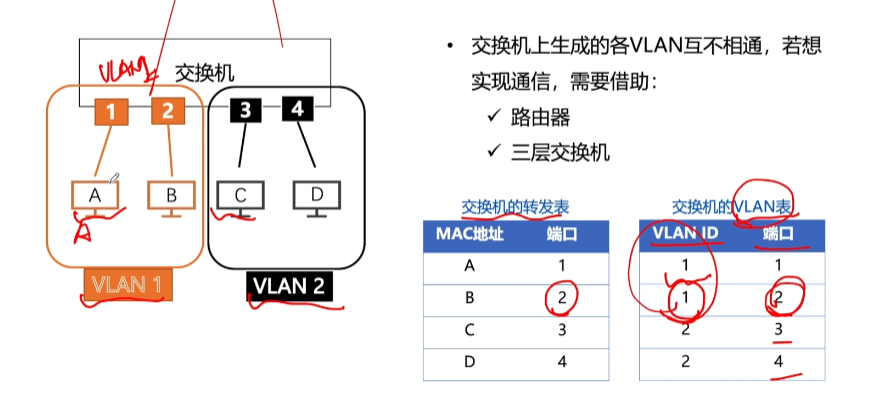 VLAN1
交换机
1
2
3
4
A
B
C
D
A
VLAN 1
VLAN 2
• 交换机上生成的各VLAN互不相通，若想
实现通信，需要借助：
✓ 路由器
✓ 三层交换机
交换机的转发表
MAC地址 端口
A 1
B 2
C 3
D 4
交换机的VLAN表
VLAN ID 端口
1 1
1 2
2 3
2 4